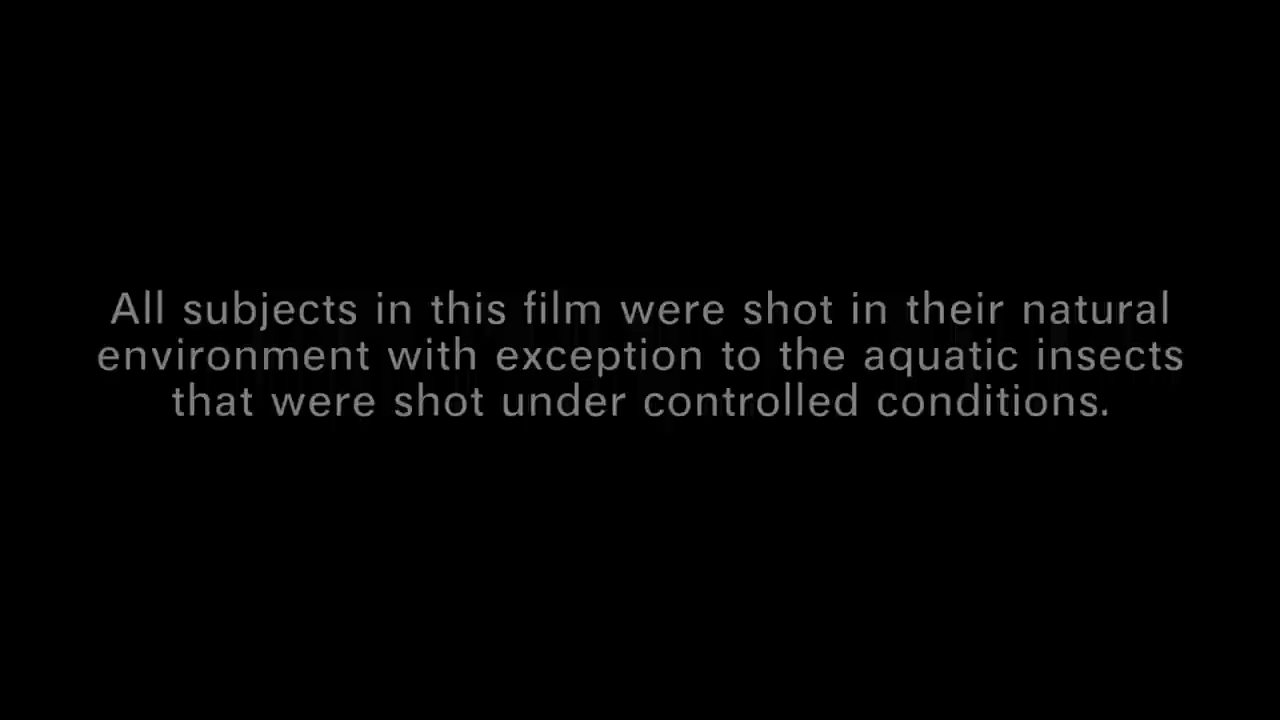 All subjects in this film were shot in their natural
environment with exception to the aquatic insects
that were shot under controlled conditions.